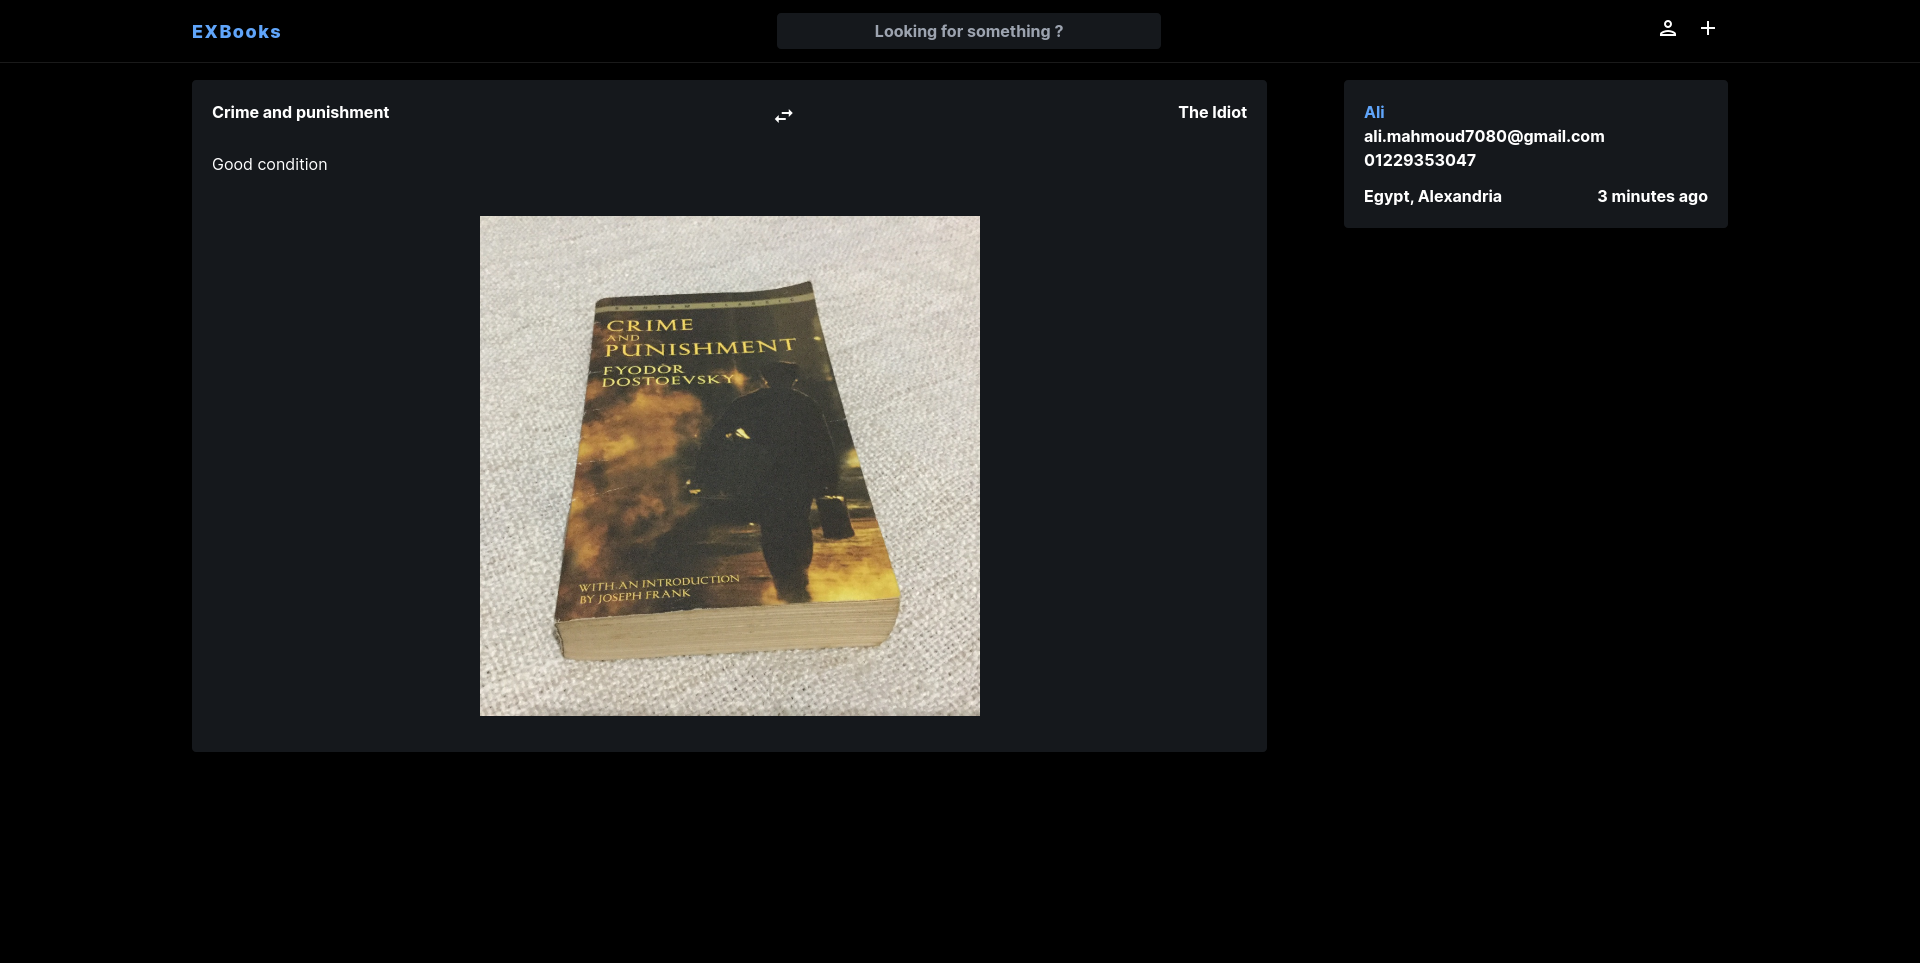 EXBooks
Looking for something ?
Crime and punishment
The Idiot
Good condition
CRIME
AND
PUNISHMENT
FYODOR
DOSTOEVSKY
WITH AN INTRODUCTION
BY JOSEPH FRANK
Ali
ali.mahmoud7080@gmail.com
01229353047
Egypt, Alexandria
3 minutes ago